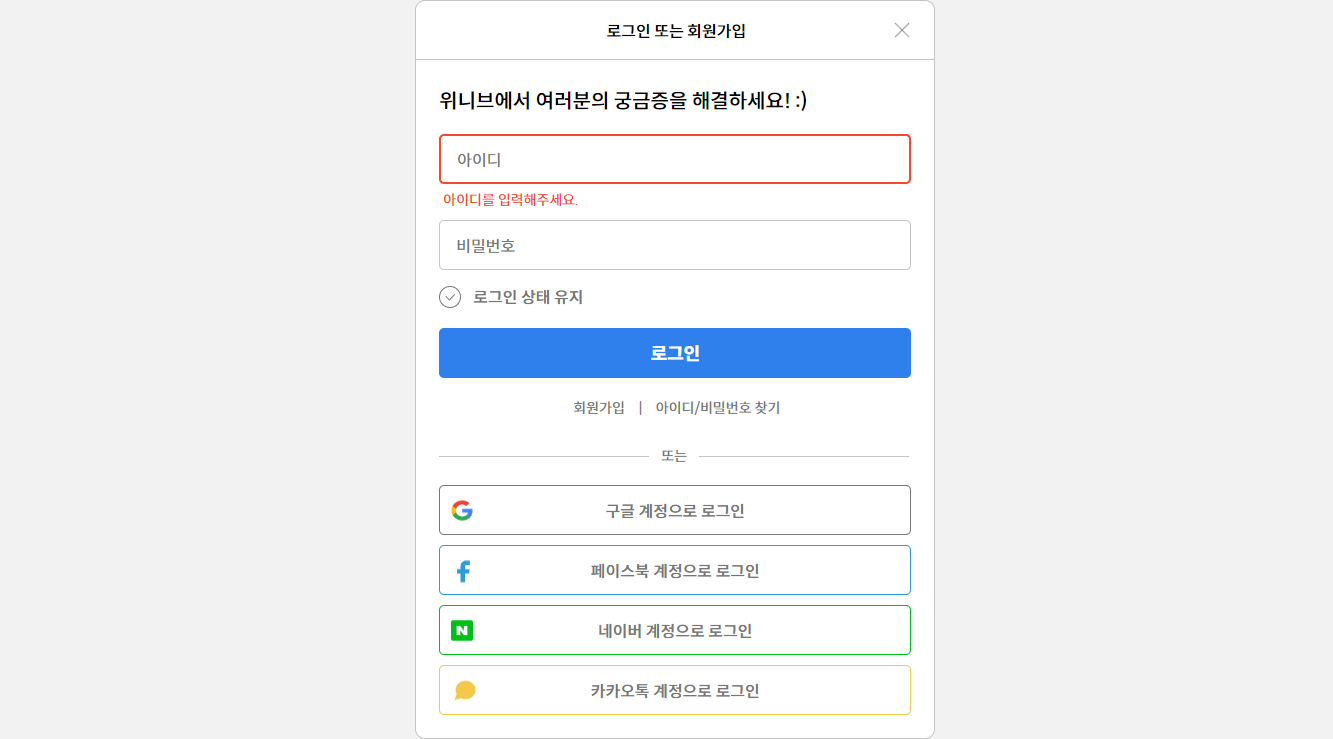 로그인 또는 회원가입
위니브에서 여러분의 궁금증을 해결하세요! :)
아이디
아이디를 입력해주세요.
비밀번호
로그인 상태 유지
로그인
회원가입 | 아이디/비밀번호 찾기
또는
구글 계정으로 로그인
페이스북 계정으로 로그인
네이버 계정으로 로그인
카카오톡 계정으로 로그인